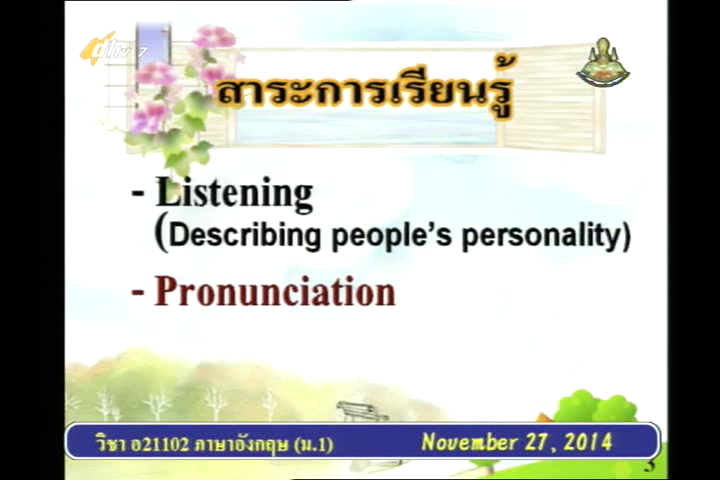 dltv 7
สาระการเรียนรู้
- Listening
(Describing people's personality)
- Pronunciation
วิชา อ21102 ภาษาอังกฤษ (ม.1) November 27, 2014
3